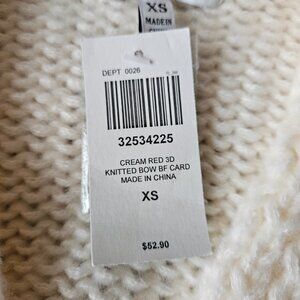 XS
MADE IN
DEPT 0026
32534225
CREAM RED 3D
KNITTED BOW BF CARD
MADE IN CHINA
XS
$52.90